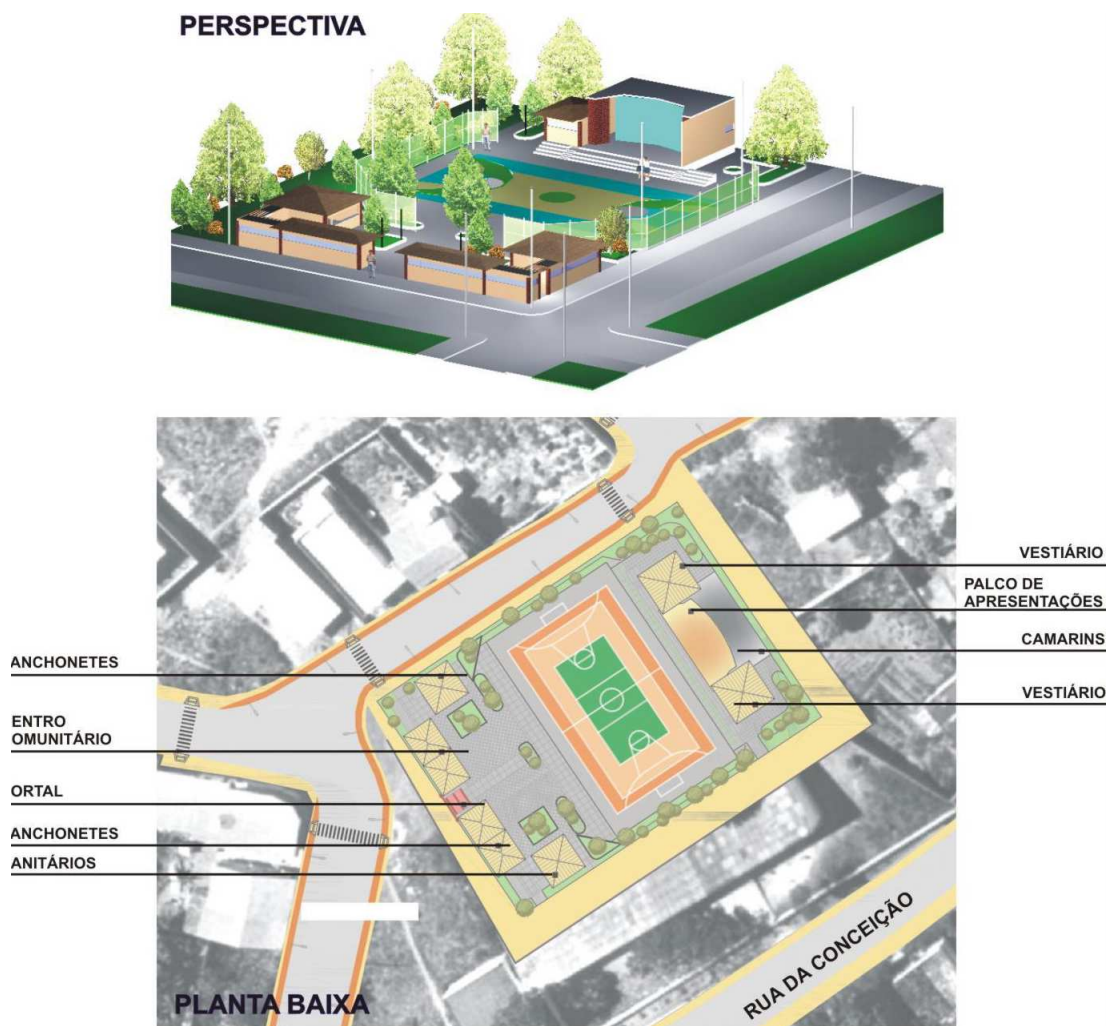 PERSPECTIVA
VESTIÁRIO
PALCO DE
APRESENTAÇÕES
CAMARINS
VESTIÁRIO
ANCHONETES
ENTRO
OMUNITÁRIO
ORTAL
ANCHONETES
ANITÁRIOS
RUA DA CONCEIÇÃO
PLANTA BAIXA